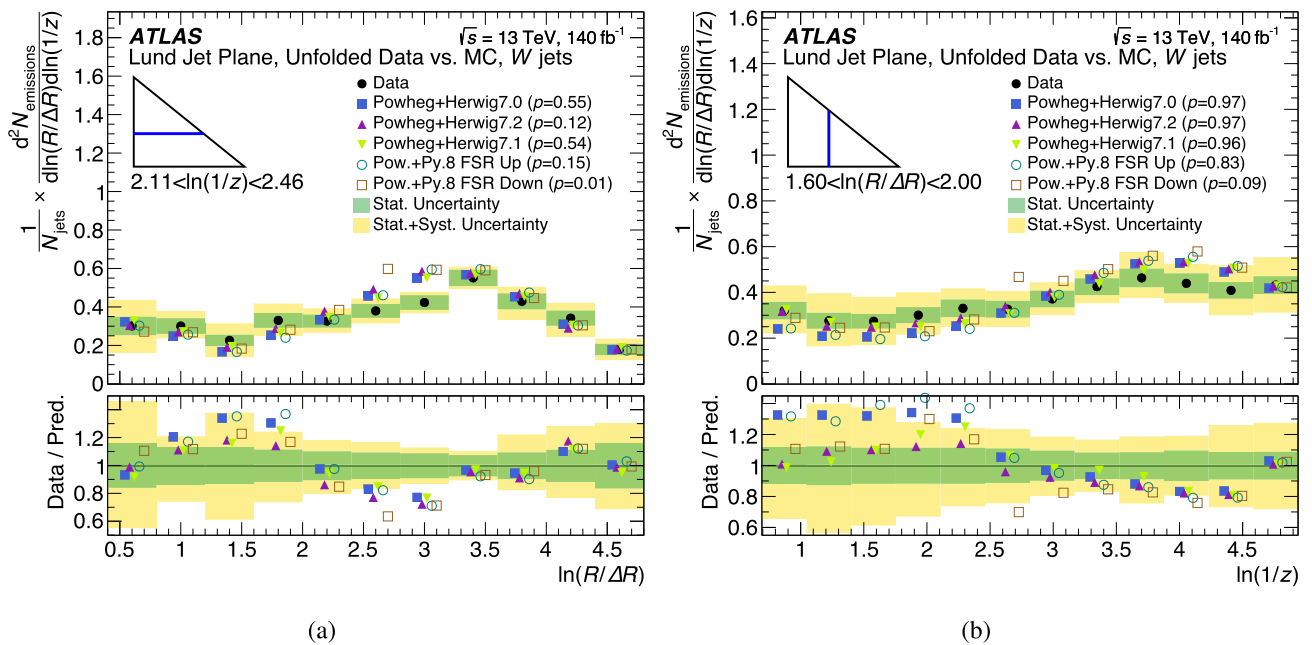 ATLAS
√s = 13 TeV, 140 fb⁻¹
Lund Jet Plane, Unfolded Data vs. MC, W jets
Data
Powheg+Herwig7.0 (p=0.55)
Powheg+Herwig7.2 (p=0.12)
Powheg+Herwig7.1 (p=0.54)
Pow.+Py.8 FSR Up (p=0.15)
Pow.+Py.8 FSR Down (p=0.01)
Stat. Uncertainty
Stat.+Syst. Uncertainty
2.11<ln(1/z)<2.46
1/N_jets × d²N_emissions/dln(R/ΔR)dln(1/z)
1.8
1.6
1.4
1.2
1
0.8
0.6
0.4
0.2
0
Data / Pred.
1.2
1
0.8
0.6
0.5 1 1.5 2 2.5 3 3.5 4 4.5
ln(R/ΔR)
(a)
ATLAS
√s = 13 TeV, 140 fb⁻¹
Lund Jet Plane, Unfolded Data vs. MC, W jets
Data
Powheg+Herwig7.0 (p=0.97)
Powheg+Herwig7.2 (p=0.97)
Powheg+Herwig7.1 (p=0.96)
Pow.+Py.8 FSR Up (p=0.83)
Pow.+Py.8 FSR Down (p=0.09)
Stat. Uncertainty
Stat.+Syst. Uncertainty
1.60<ln(R/ΔR)<2.00
1/N_jets × d²N_emissions/dln(R/ΔR)dln(1/z)
1.6
1.4
1.2
1
0.8
0.6
0.4
0.2
0
Data / Pred.
1.2
1
0.8
0.6
1 1.5 2 2.5 3 3.5 4 4.5
ln(1/z)
(b)